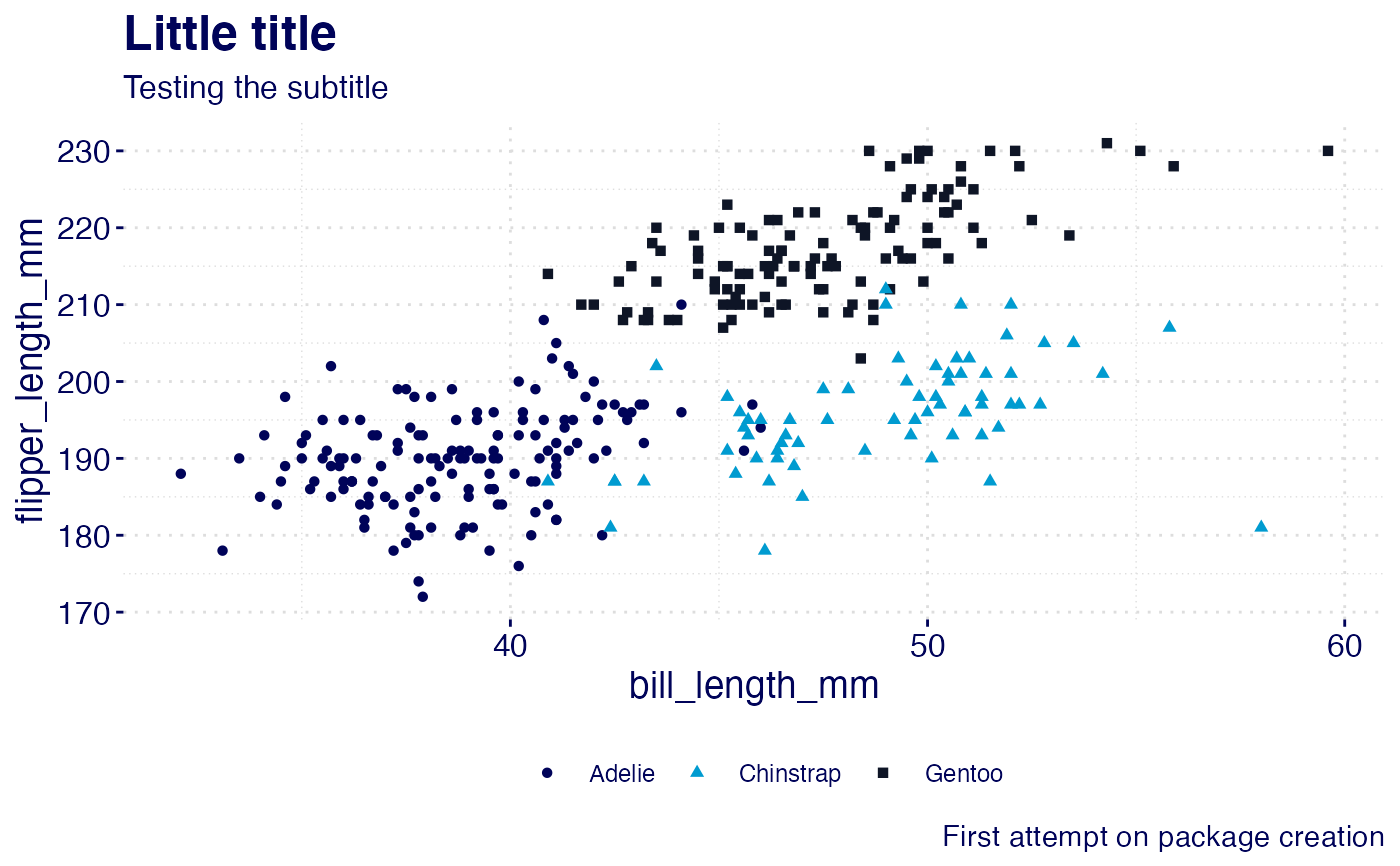 Little title
Testing the subtitle
230
220
210
200
190
180
170
flipper_length_mm
40 50 60
bill_length_mm
Adelie Chinstrap Gentoo
First attempt on package creation